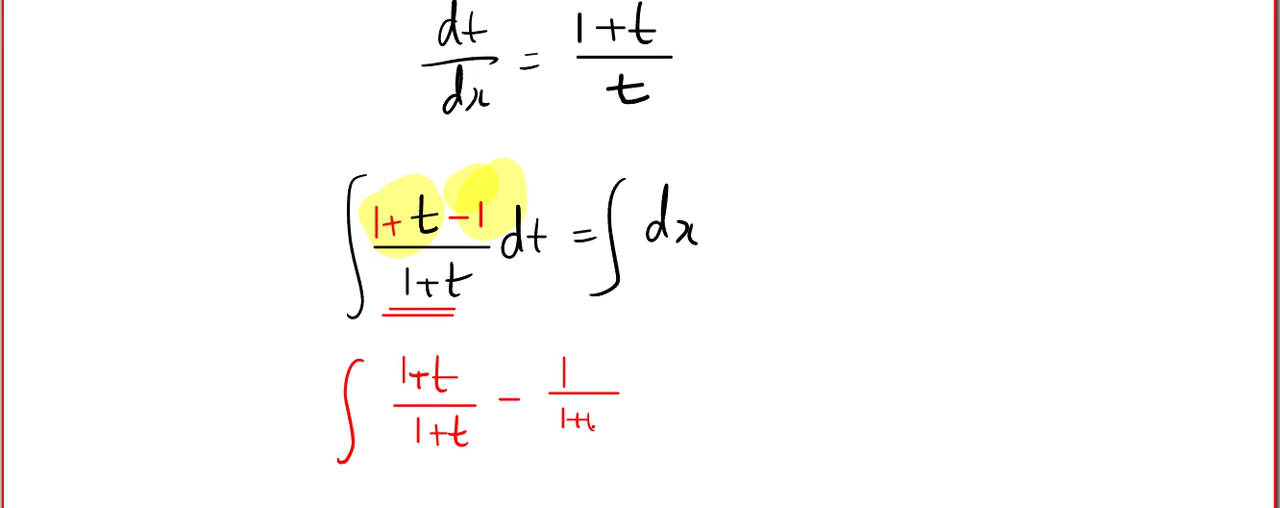 dt/dx = (1+t)/t
∫ (1+t-1)/(1+t) dt = ∫ dx
∫ (1+t)/(1+t) - 1/(1+t